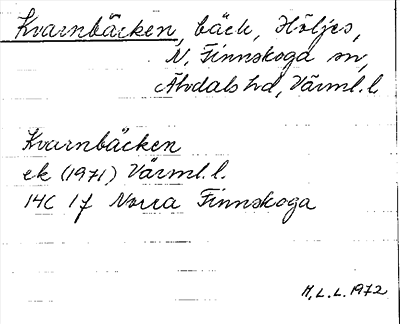 Kvarnbäcken, bäck, Höljes,
N. Finnskoga sn,
Älvdals hd, Värml. l
Kvarnbäcken
ek (1971) Värml. l.
14C 1f Norra Finnskoga
M, L. L. 1972